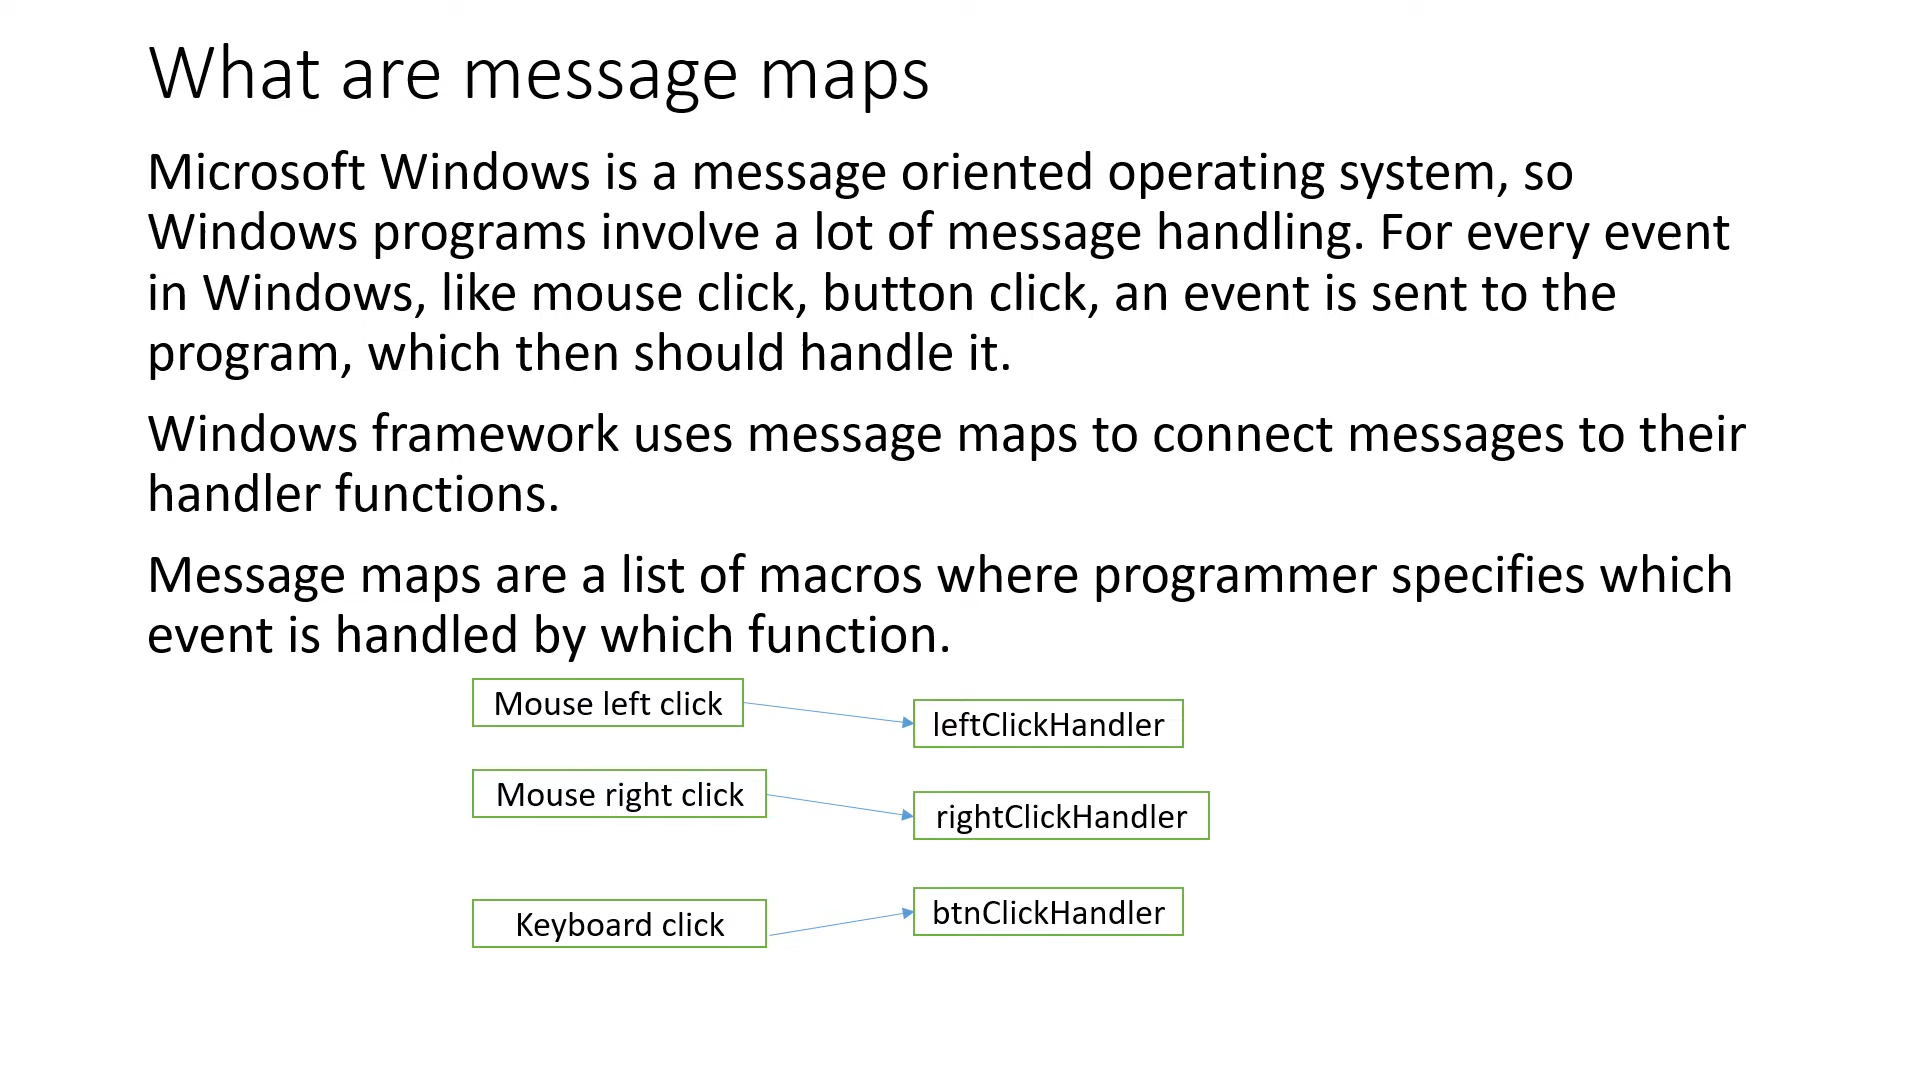 What are message maps
Microsoft Windows is a message oriented operating system, so
Windows programs involve a lot of message handling. For every event
in Windows, like mouse click, button click, an event is sent to the
program, which then should handle it.
Windows framework uses message maps to connect messages to their
handler functions.
Message maps are a list of macros where programmer specifies which
event is handled by which function.
Mouse left click
leftClickHandler
Mouse right click
rightClickHandler
Keyboard click
btnClickHandler